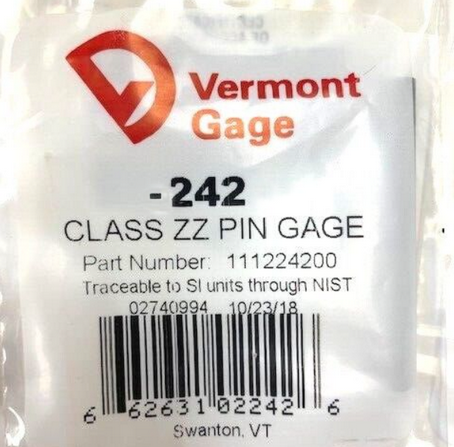 Vermont
Gage
-242
CLASS ZZ PIN GAGE
Part Number: 111224200
Traceable to SI units through NIST
02740994 10/23/18
6 62631 02242 6
Swanton, VT